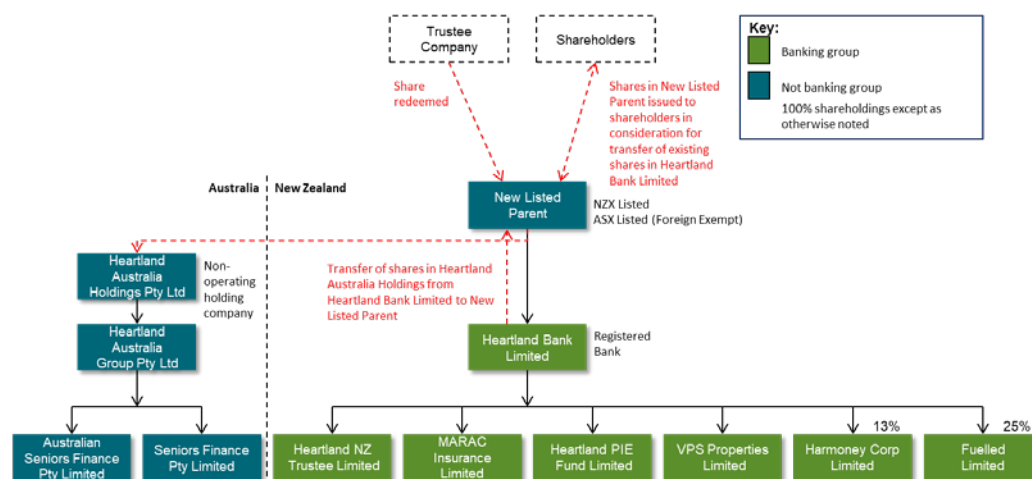 Trustee
Company
Shareholders
Key:
Banking group
Not banking group
100% shareholdings except as
otherwise noted
Share
redeemed
Shares in New Listed
Parent issued to
shareholders in
consideration for
transfer of existing
shares in Heartland
Bank Limited
Australia
New Zealand
New Listed
Parent
NZX Listed
ASX Listed (Foreign Exempt)
Heartland
Australia
Holdings Pty Ltd
Non-
operating
holding
company
Transfer of shares in Heartland
Australia Holdings from
Heartland Bank Limited to New
Listed Parent
Heartland
Australia
Group Pty Ltd
Heartland Bank
Limited
Registered
Bank
13%
25%
Australian
Seniors Finance
Pty Limited
Seniors Finance
Pty Limited
Heartland NZ
Trustee Limited
MARAC
Insurance
Limited
Heartland PIE
Fund Limited
VPS Properties
Limited
Harmoney Corp
Limited
Fuelled
Limited